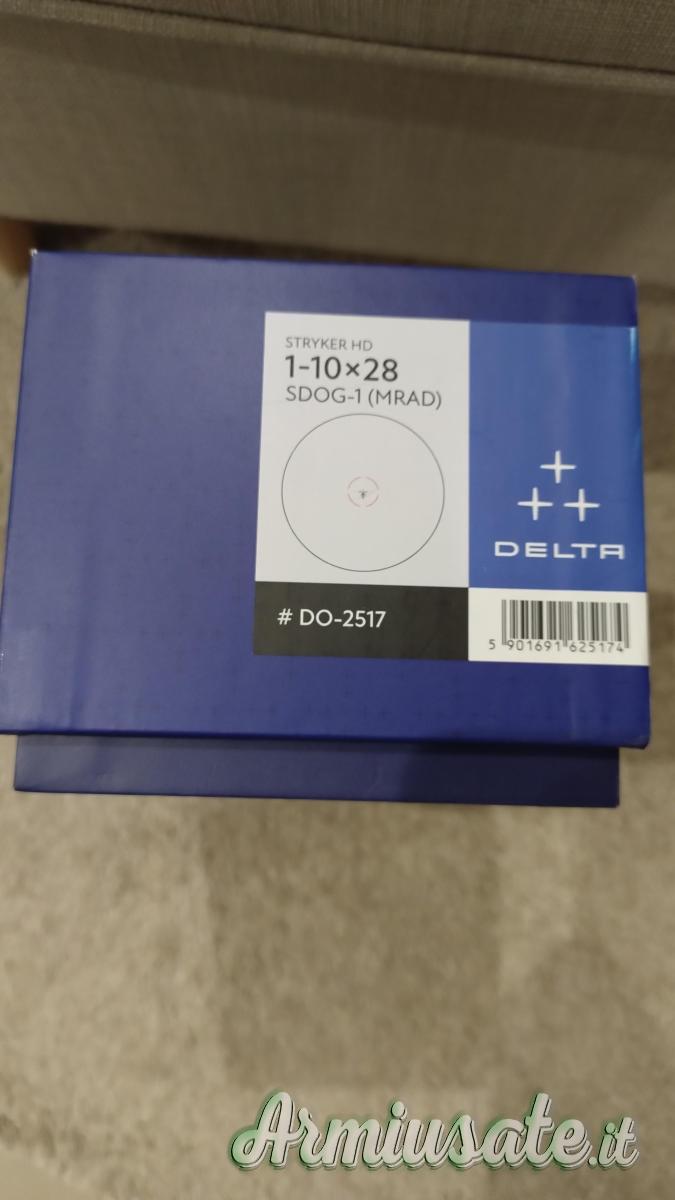 STRYKER HD
1-10×28
SDOG-1 (MRAD)
DELTA
# DO-2517
5 901691 625174
Armiusate.it